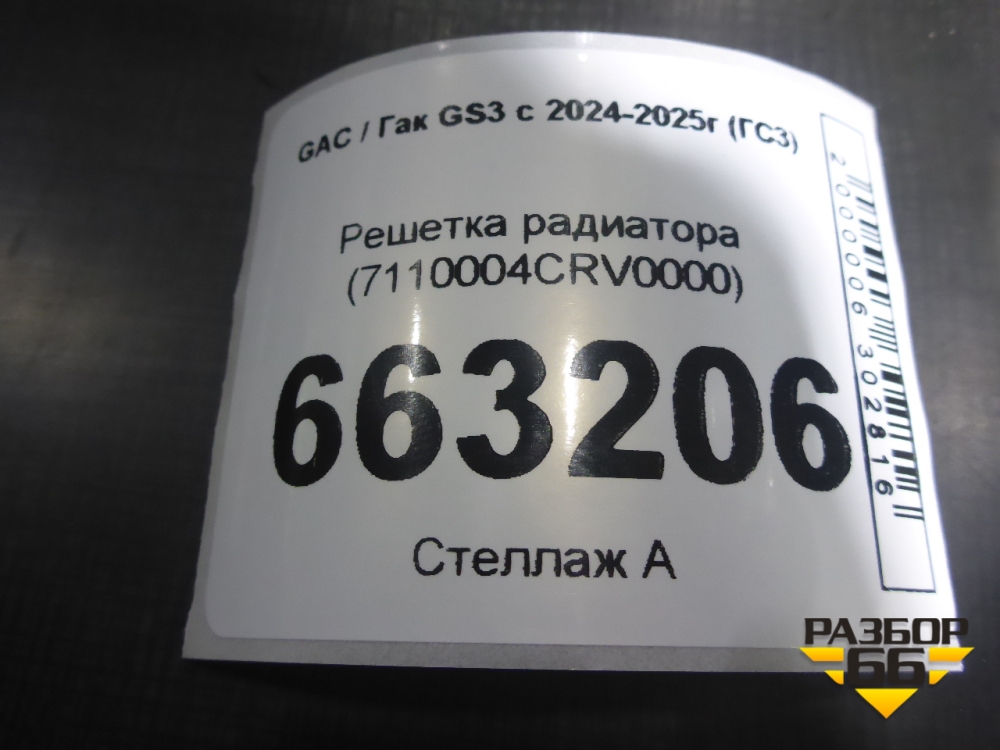 GAC / Гак GS3 с 2024-2025г (ГС3)
Решетка радиатора
(7110004CRV0000)
663206
Стеллаж А
2000006302816
РАЗБОР
66